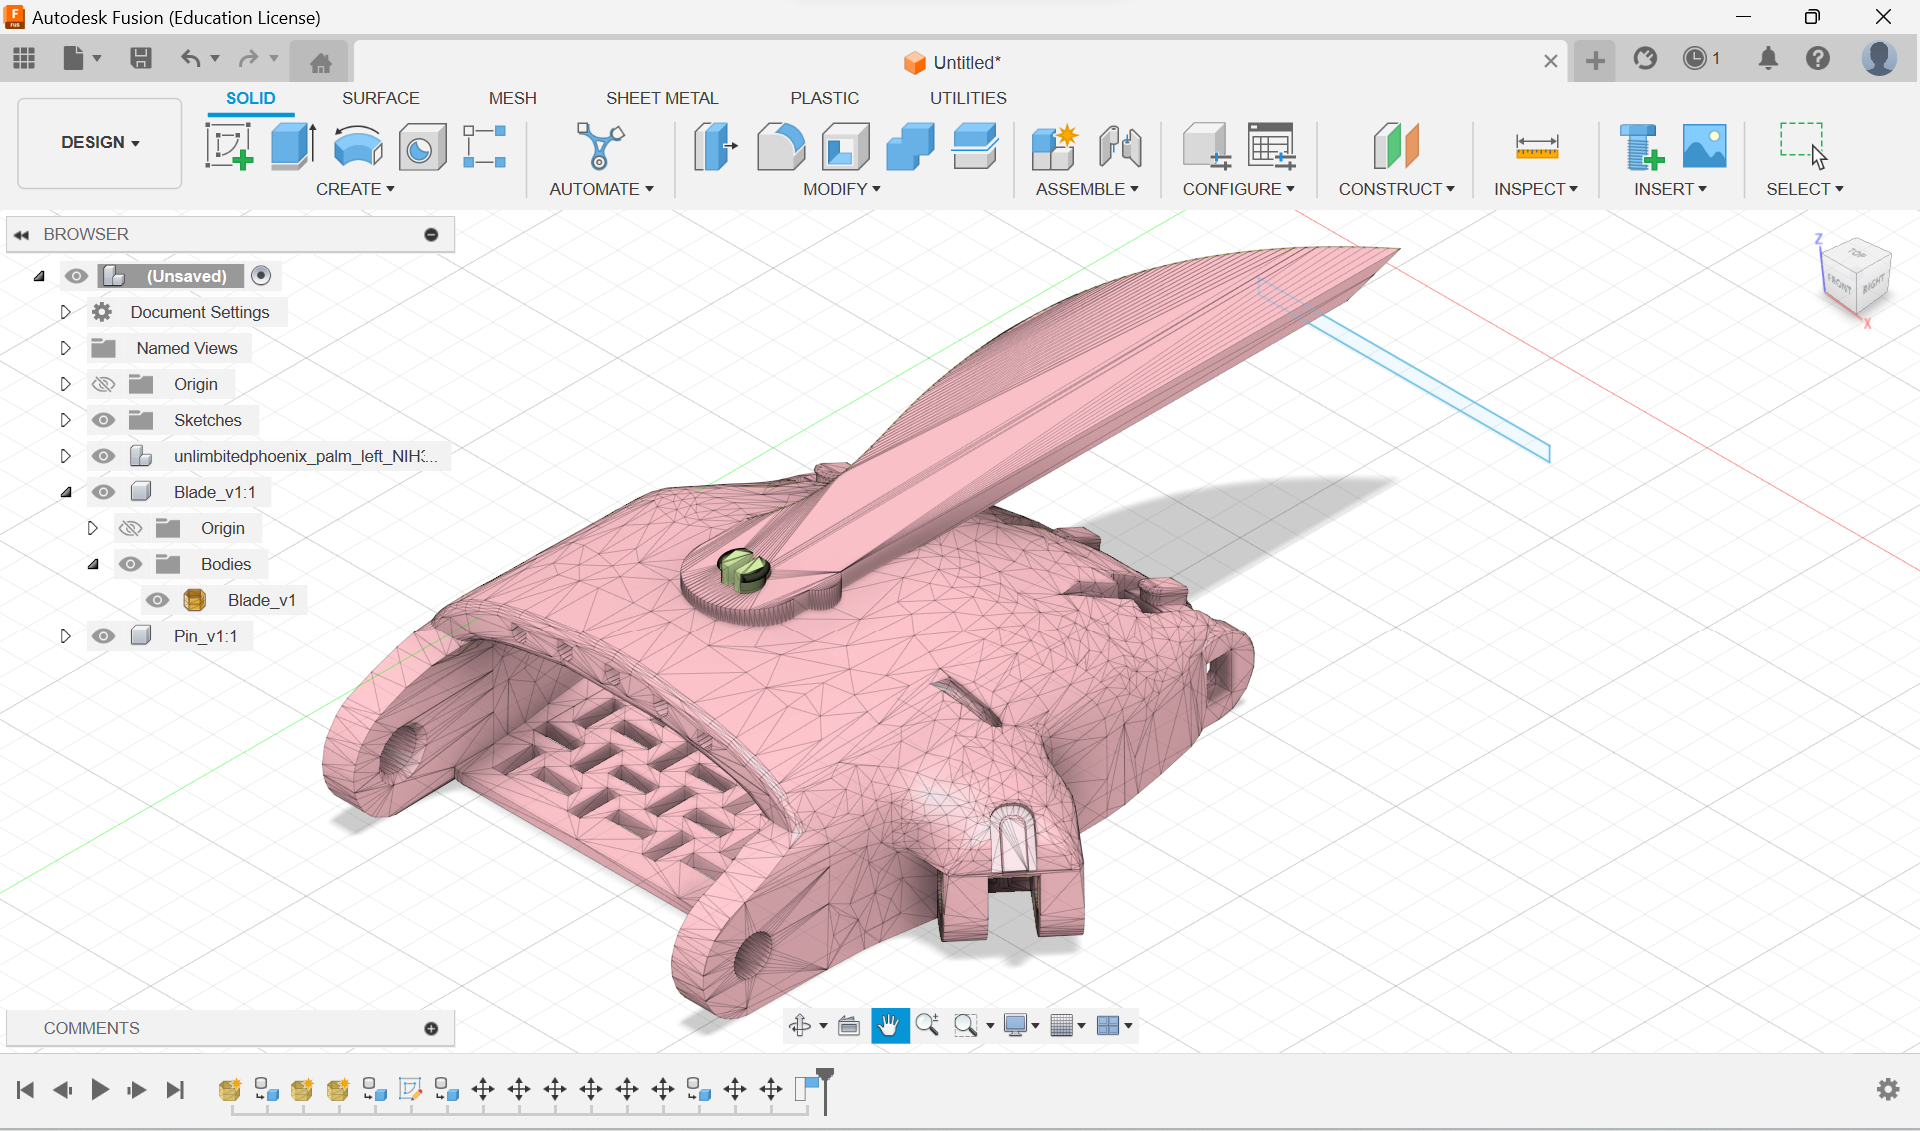 Autodesk Fusion (Education License)
Untitled*
1
SOLID SURFACE MESH SHEET METAL PLASTIC UTILITIES
DESIGN
CREATE AUTOMATE MODIFY ASSEMBLE CONFIGURE CONSTRUCT INSPECT INSERT SELECT
BROWSER
(Unsaved)
Document Settings
Named Views
Origin
Sketches
unlimbitedphoenix_palm_left_NIH3...
Blade_v1:1
Origin
Bodies
Blade_v1
Pin_v1:1
Z
TOP
FRONT RIGHT
X
COMMENTS